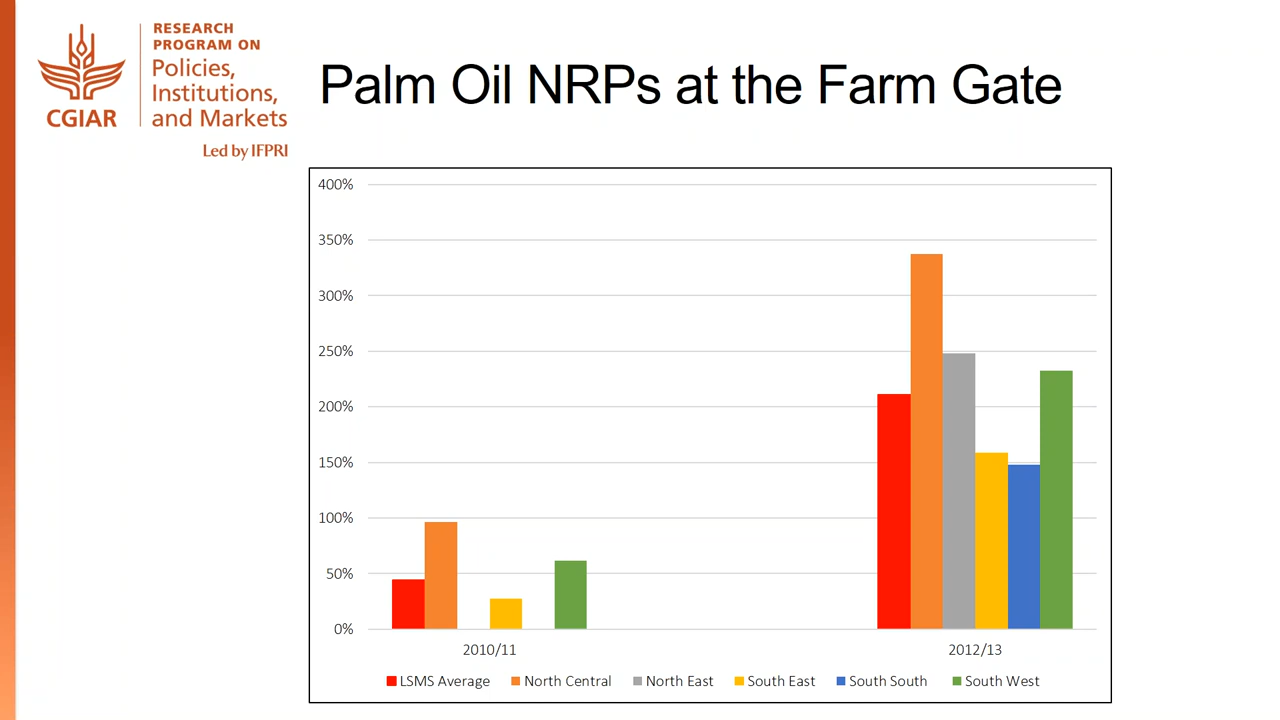 RESEARCH
PROGRAM ON
Policies,
Institutions,
and Markets
CGIAR
Led by IFPRI
Palm Oil NRPs at the Farm Gate
400%
350%
300%
250%
200%
150%
100%
50%
0%
2010/11 2012/13
LSMS Average North Central North East South East South South South West